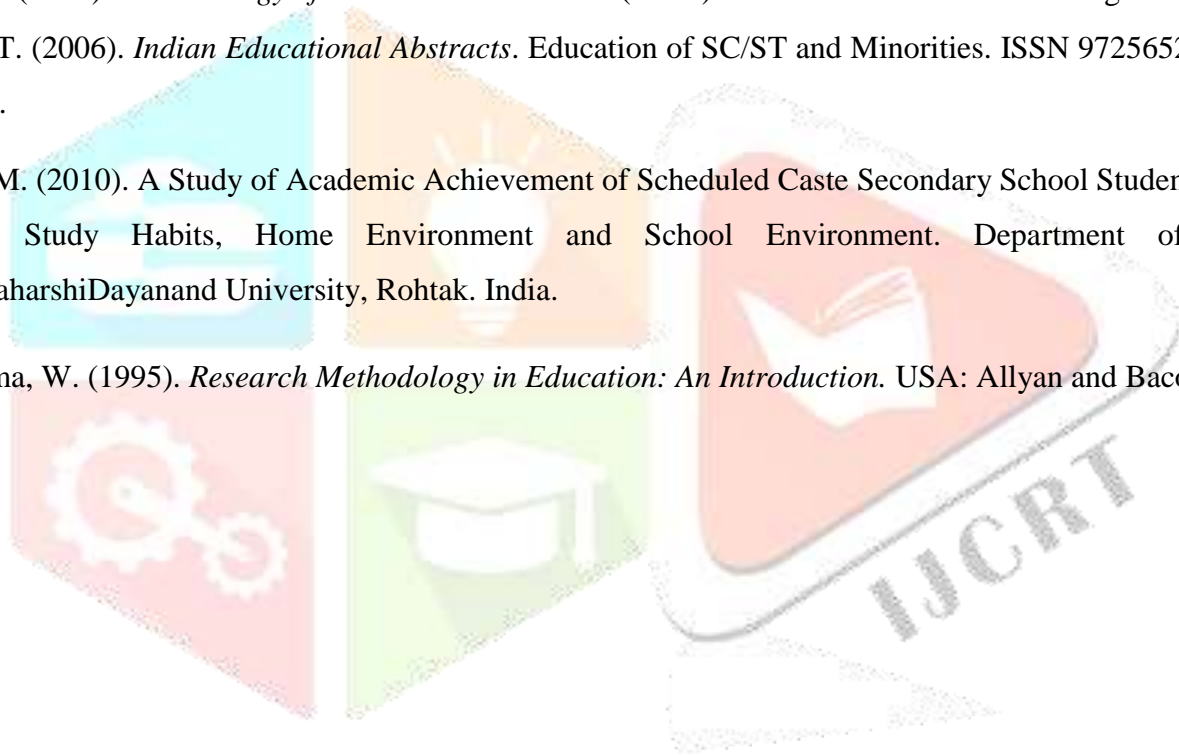 T. (2006). Indian Educational Abstracts. Education of SC/ST and Minorities. ISSN 9725652
.
M. (2010). A Study of Academic Achievement of Scheduled Caste Secondary School Studen
Study Habits, Home Environment and School Environment. Department of
aharshiDayanand University, Rohtak. India.
na, W. (1995). Research Methodology in Education: An Introduction. USA: Allyan and Baco
IJCRT